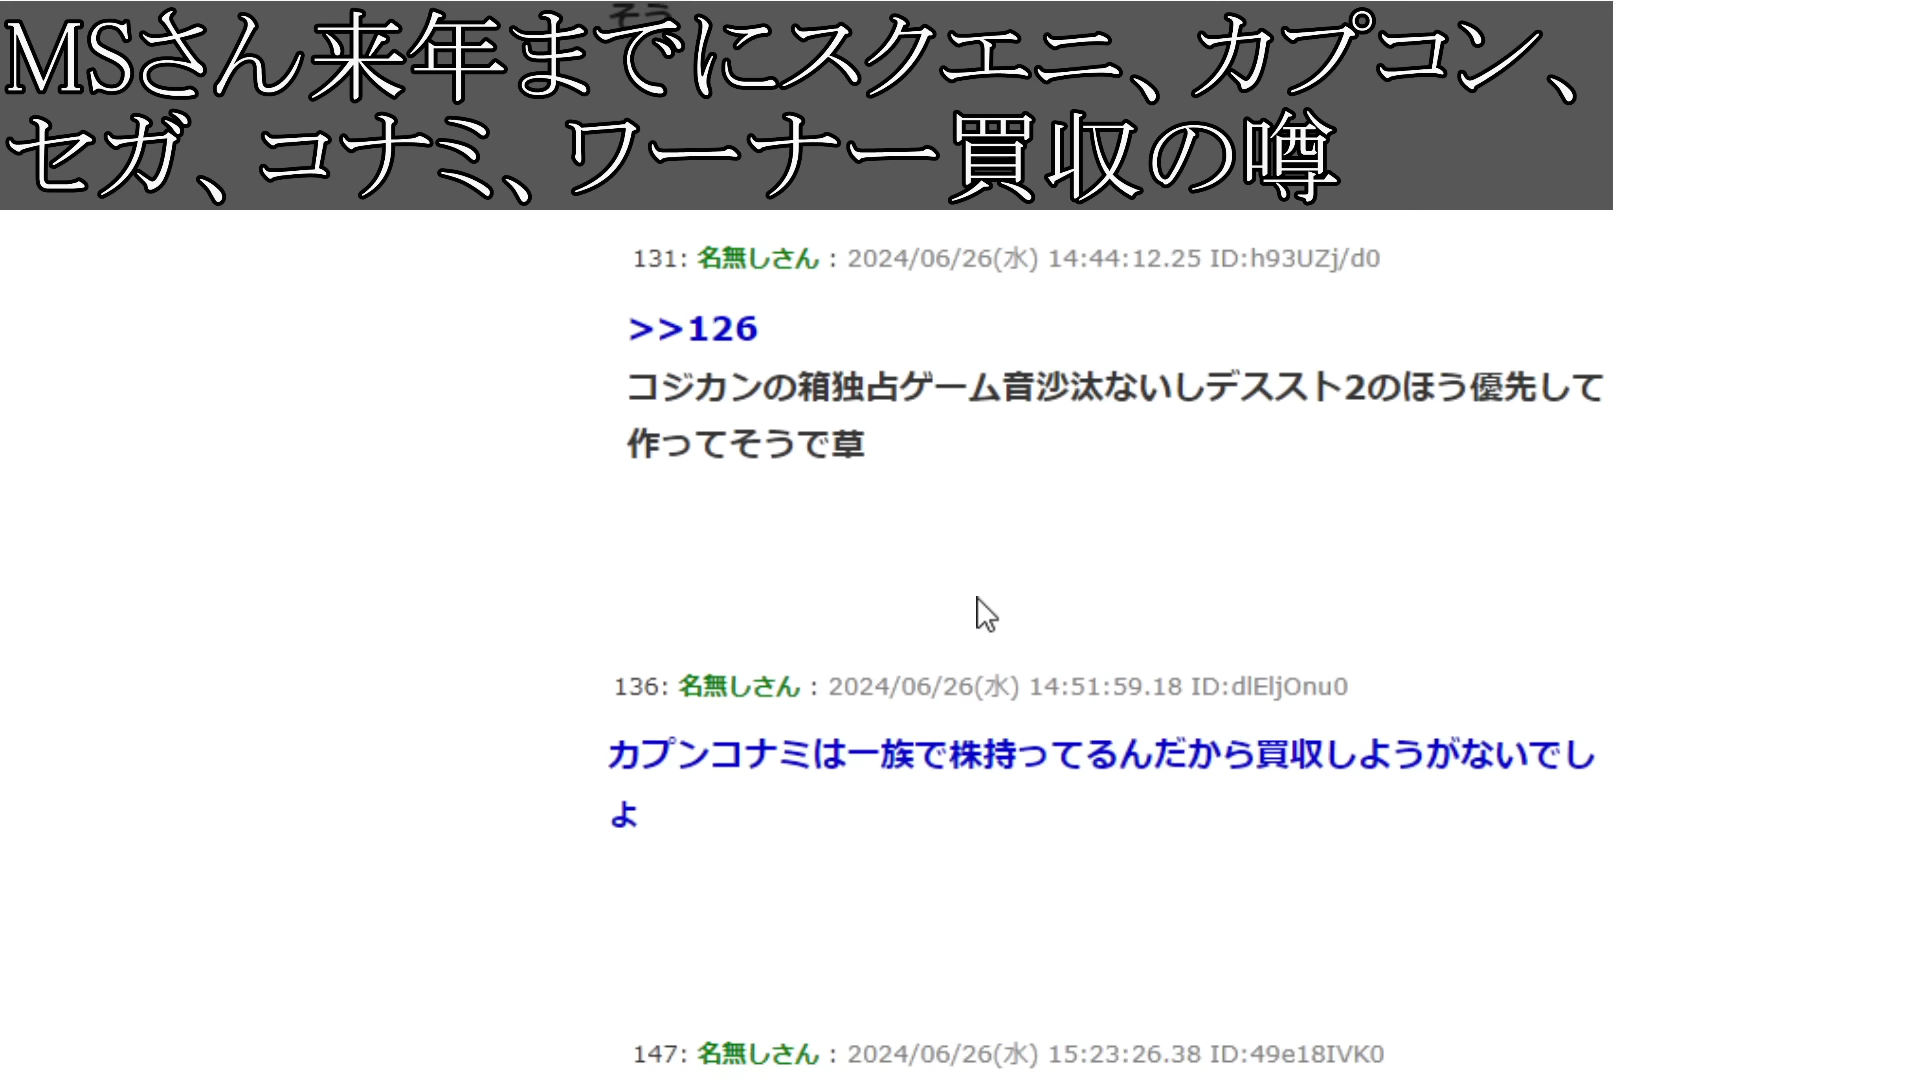 そう
MSさん来年までにスクエニ、カプコン、
セガ、コナミ、ワーナー買収の噂
131: 名無しさん : 2024/06/26(水) 14:44:12.25 ID:h93UZj/d0
>>126
コジカンの箱独占ゲーム音沙汰ないしデススト2のほう優先して
作ってそうで草
136: 名無しさん : 2024/06/26(水) 14:51:59.18 ID:dlEljOnu0
カプンコナミは一族で株持ってるんだから買収しようがないでし
ょ
147: 名無しさん : 2024/06/26(水) 15:23:26.38 ID:49e18IVK0